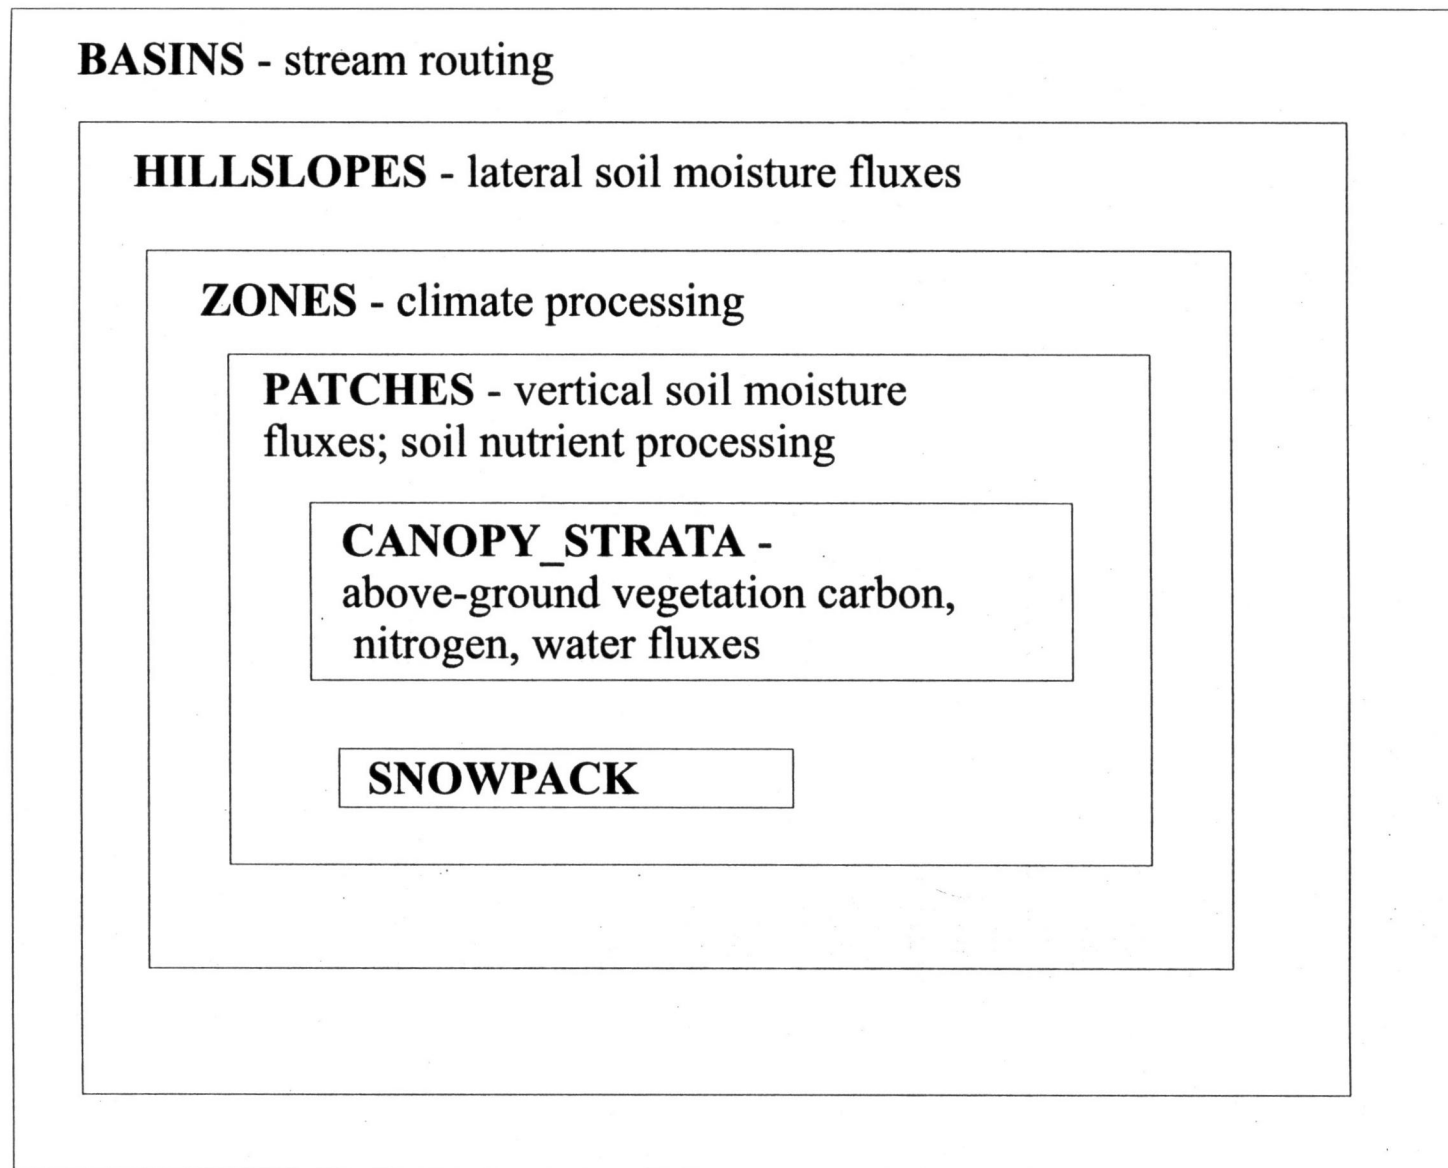 BASINS - stream routing
HILLSLOPES - lateral soil moisture fluxes
ZONES - climate processing
PATCHES - vertical soil moisture
fluxes; soil nutrient processing
CANOPY_STRATA -
above-ground vegetation carbon,
nitrogen, water fluxes
SNOWPACK